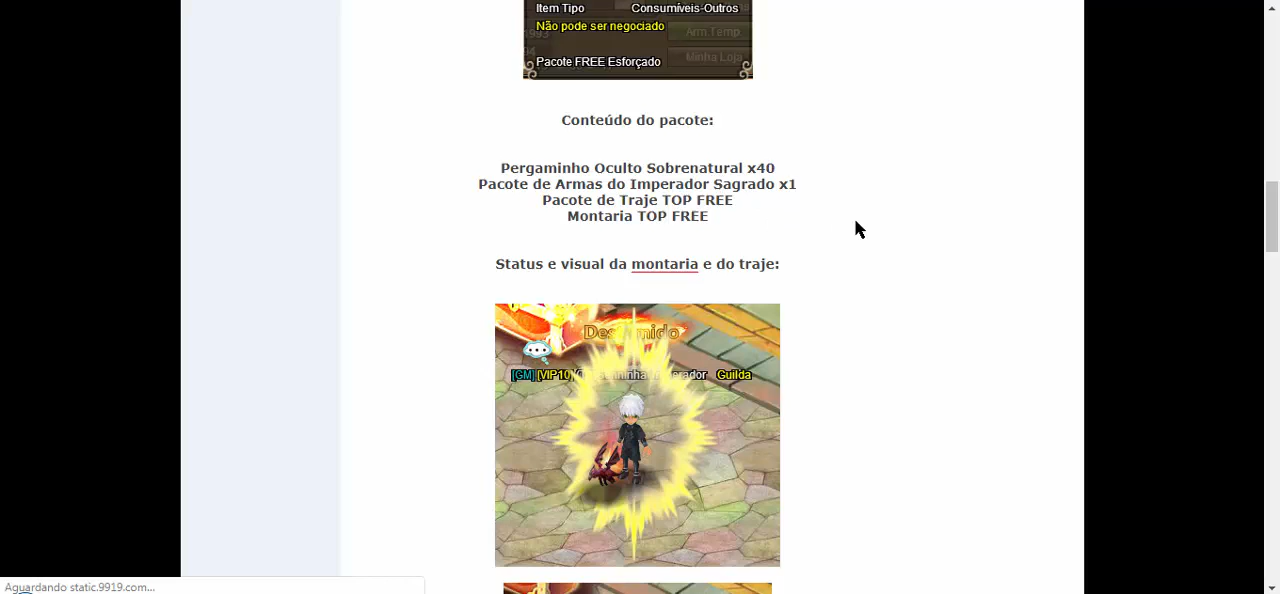 Item Tipo Consumíveis-Outros
Não pode ser negociado
Arm.Temp.
Minha Loja
Pacote FREE Esforçado
Conteúdo do pacote:
Pergaminho Oculto Sobrenatural x40
Pacote de Armas do Imperador Sagrado x1
Pacote de Traje TOP FREE
Montaria TOP FREE
Status e visual da montaria e do traje:
[GM] [VIP10] Guilda
Aguardando static.9919.com...